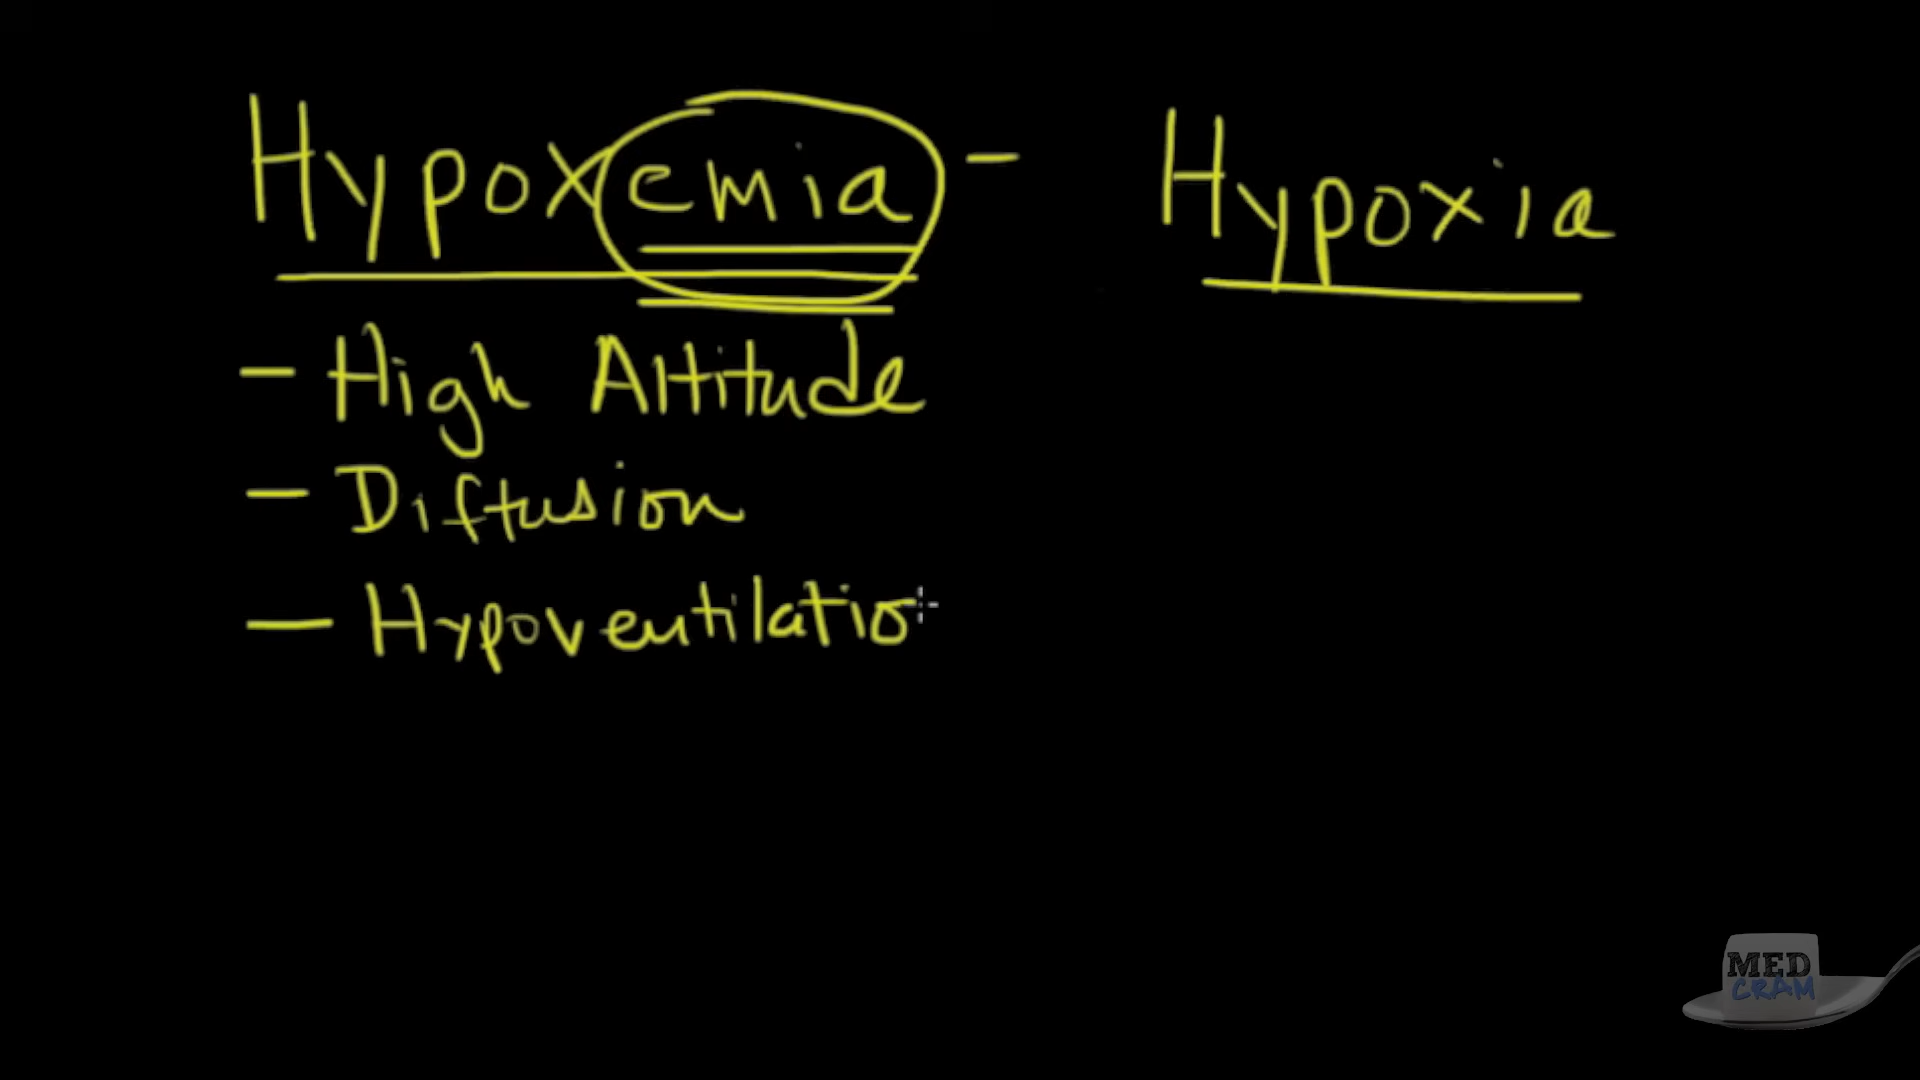 Hypoxemia - Hypoxia
- High Altitude
- Diffusion
- Hypoventilatio
MED
CRAM